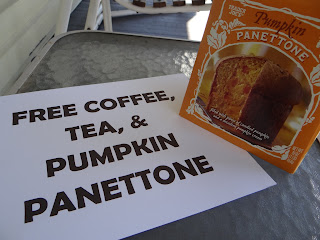 FREE COFFEE,
TEA, &
PUMPKIN
PANETTONE
Pumpkin
PANETTONE